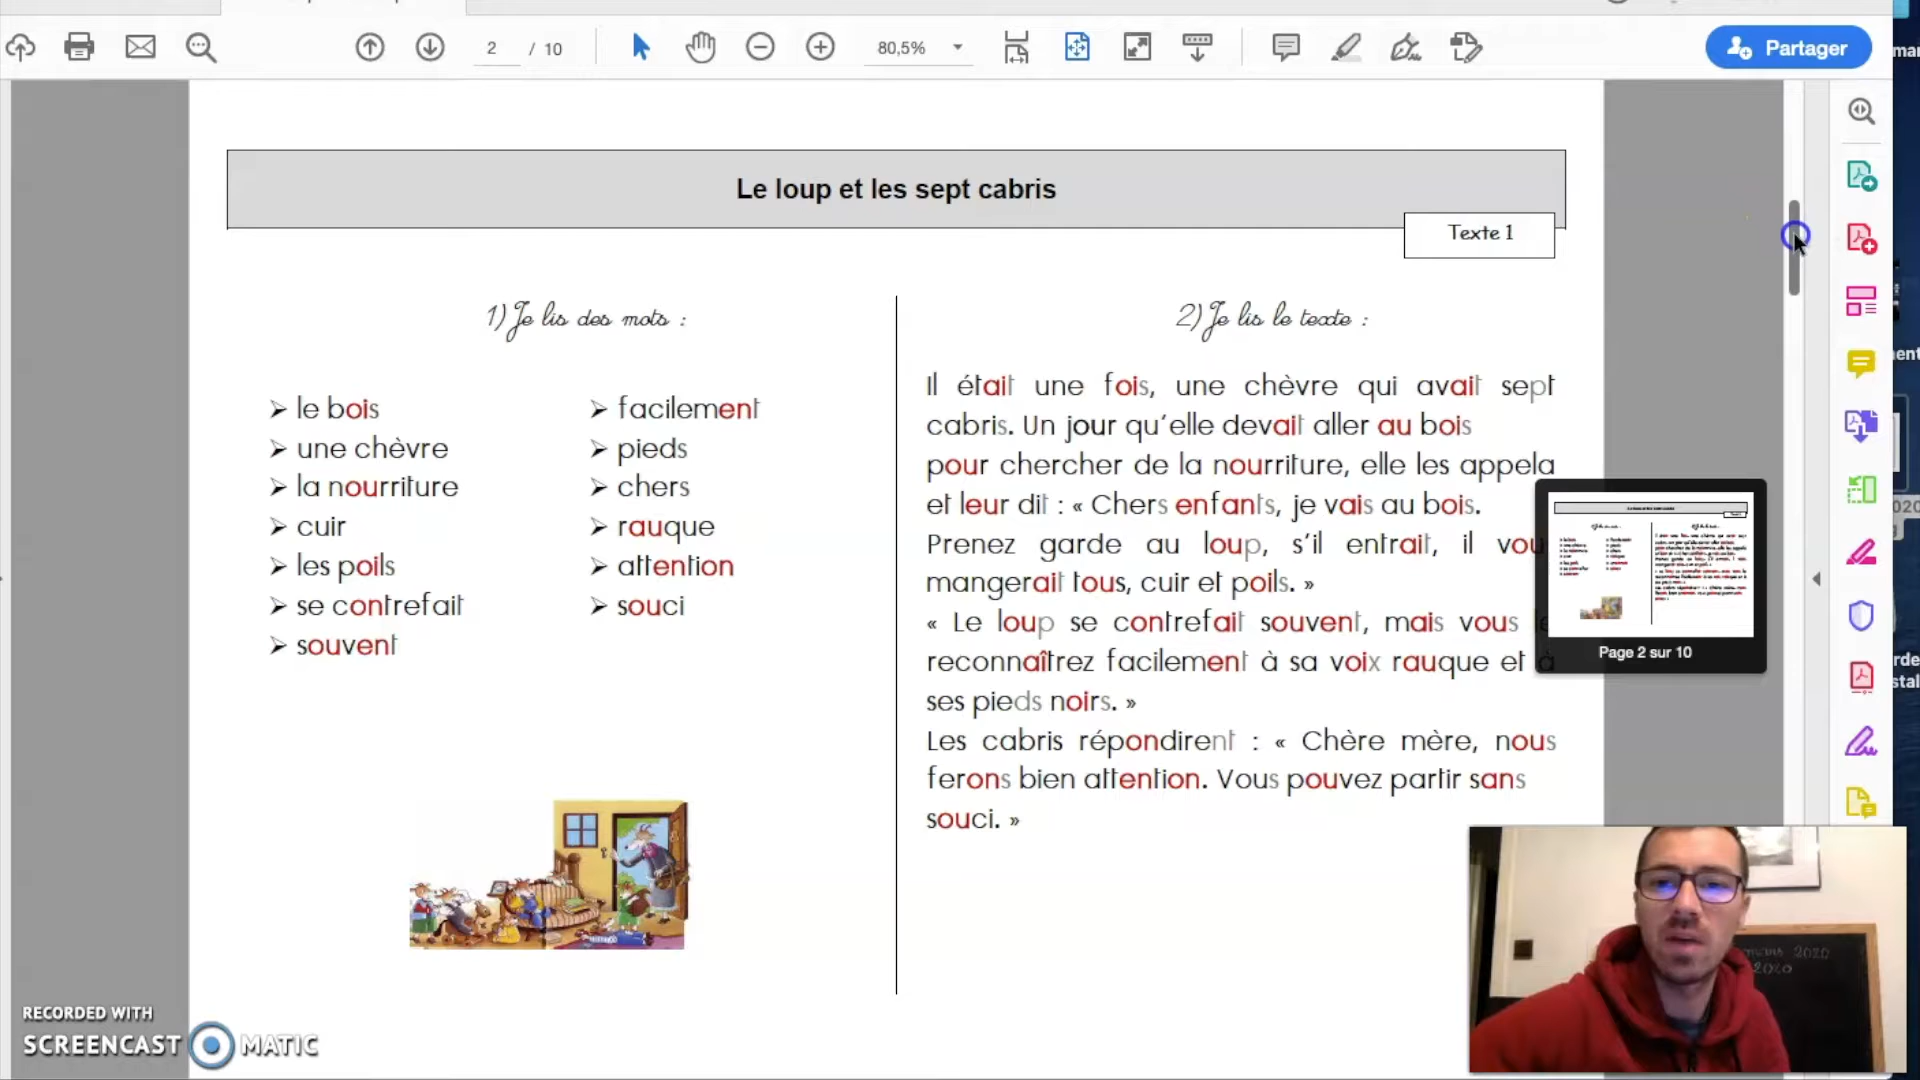 2 / 10
80,5%
Partager
Le loup et les sept cabris
Texte 1
1) Je lis des mots :
le bois
une chèvre
la nourriture
cuir
les poils
se contrefait
souvent
facilement
pieds
chers
rauque
attention
souci
2) Je lis le texte :
Il était une fois, une chèvre qui avait sept
cabris. Un jour qu'elle devait aller au bois
pour chercher de la nourriture, elle les appela
et leur dit : « Chers enfants, je vais au bois.
Prenez garde au loup, s'il entrait, il vou
mangerait tous, cuir et poils. »
« Le loup se contrefait souvent, mais vous
reconnaîtrez facilement à sa voix rauque et à
ses pieds noirs. »
Les cabris répondirent : « Chère mère, nous
ferons bien attention. Vous pouvez partir sans
souci. »
Page 2 sur 10
RECORDED WITH
SCREENCAST MATIC
mars 2020
2020